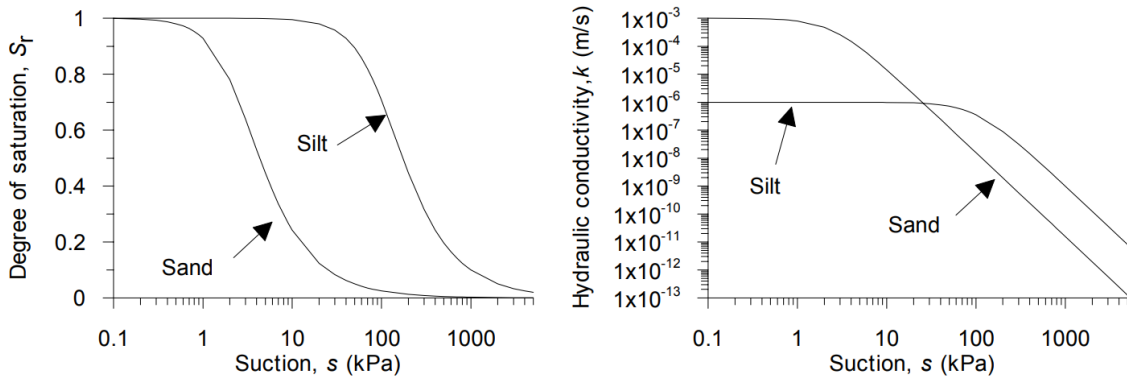 Degree of saturation, Sr
1
0.8
0.6
0.4
0.2
0
Silt
Sand
0.1
1
10
100
1000
Suction, s (kPa)
Hydraulic conductivity, k (m/s)
1x10⁻³
1x10⁻⁴
1x10⁻⁵
1x10⁻⁶
1x10⁻⁷
1x10⁻⁸
1x10⁻⁹
1x10⁻¹⁰
1x10⁻¹¹
1x10⁻¹²
1x10⁻¹³
Silt
Sand
0.1
1
10
100
1000
Suction, s (kPa)